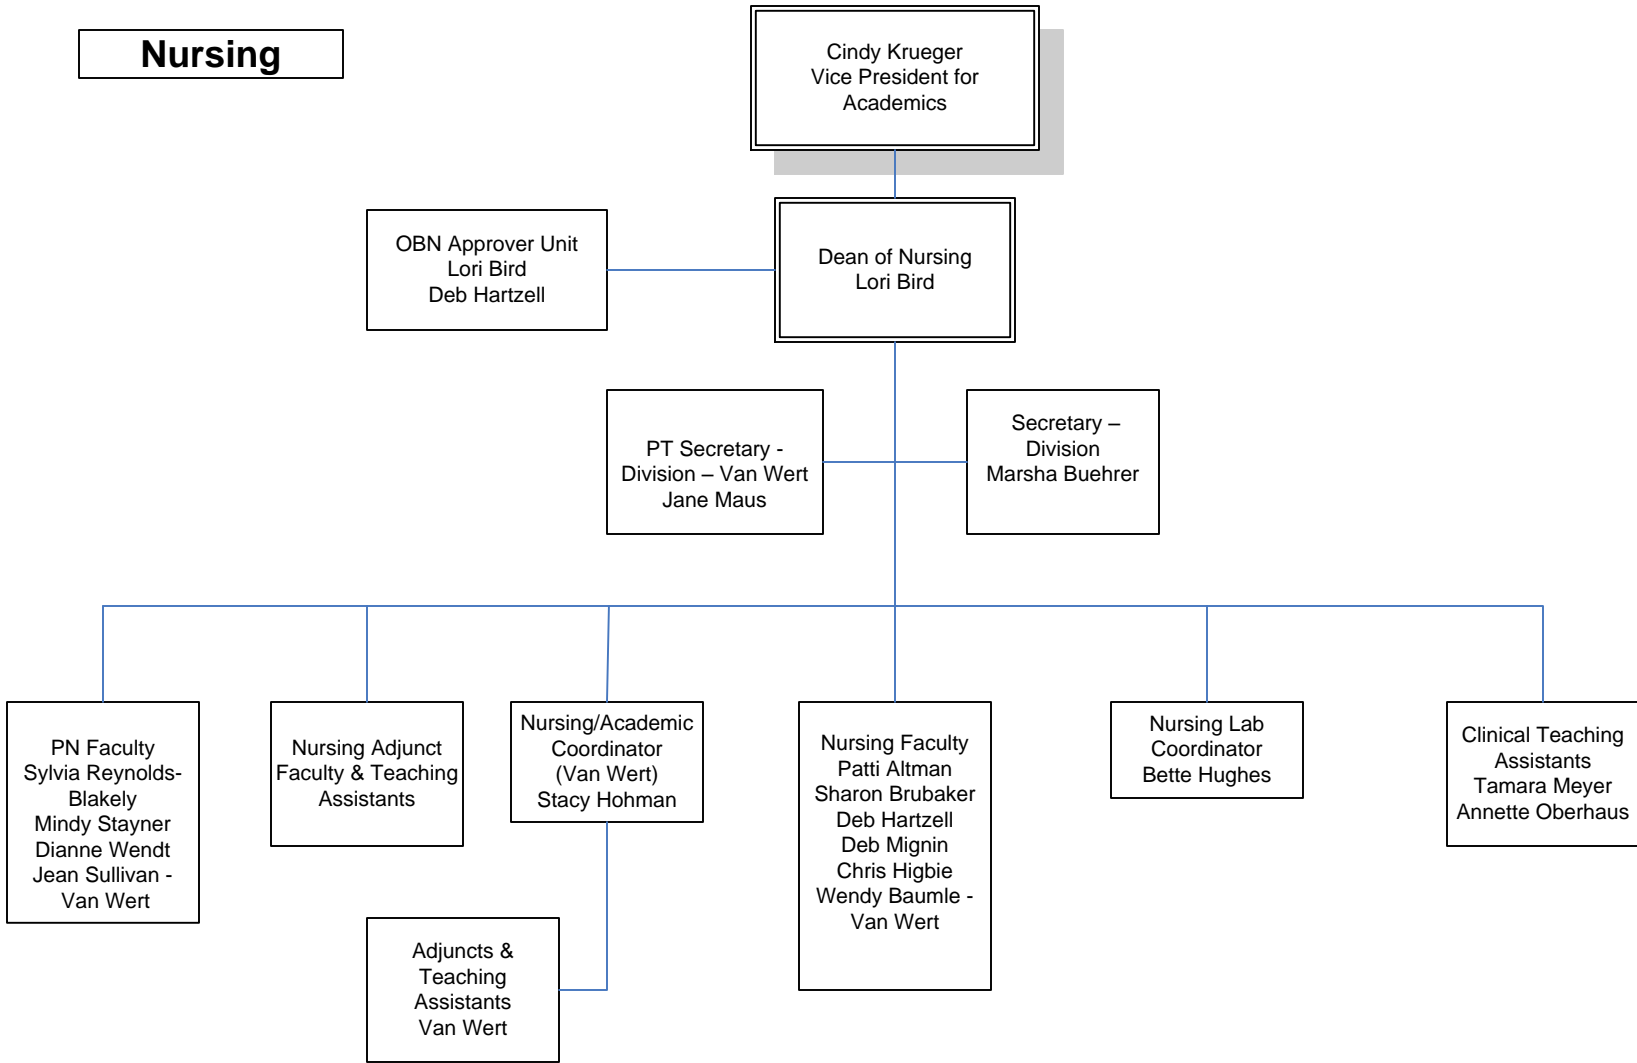 Nursing
Cindy Krueger
Vice President for
Academics
OBN Approver Unit
Lori Bird
Deb Hartzell
Dean of Nursing
Lori Bird
PT Secretary -
Division – Van Wert
Jane Maus
Secretary –
Division
Marsha Buehrer
PN Faculty
Sylvia Reynolds-
Blakely
Mindy Stayner
Dianne Wendt
Jean Sullivan -
Van Wert
Nursing Adjunct
Faculty & Teaching
Assistants
Nursing/Academic
Coordinator
(Van Wert)
Stacy Hohman
Nursing Faculty
Patti Altman
Sharon Brubaker
Deb Hartzell
Deb Mignin
Chris Higbie
Wendy Baumle -
Van Wert
Nursing Lab
Coordinator
Bette Hughes
Clinical Teaching
Assistants
Tamara Meyer
Annette Oberhaus
Adjuncts &
Teaching
Assistants
Van Wert